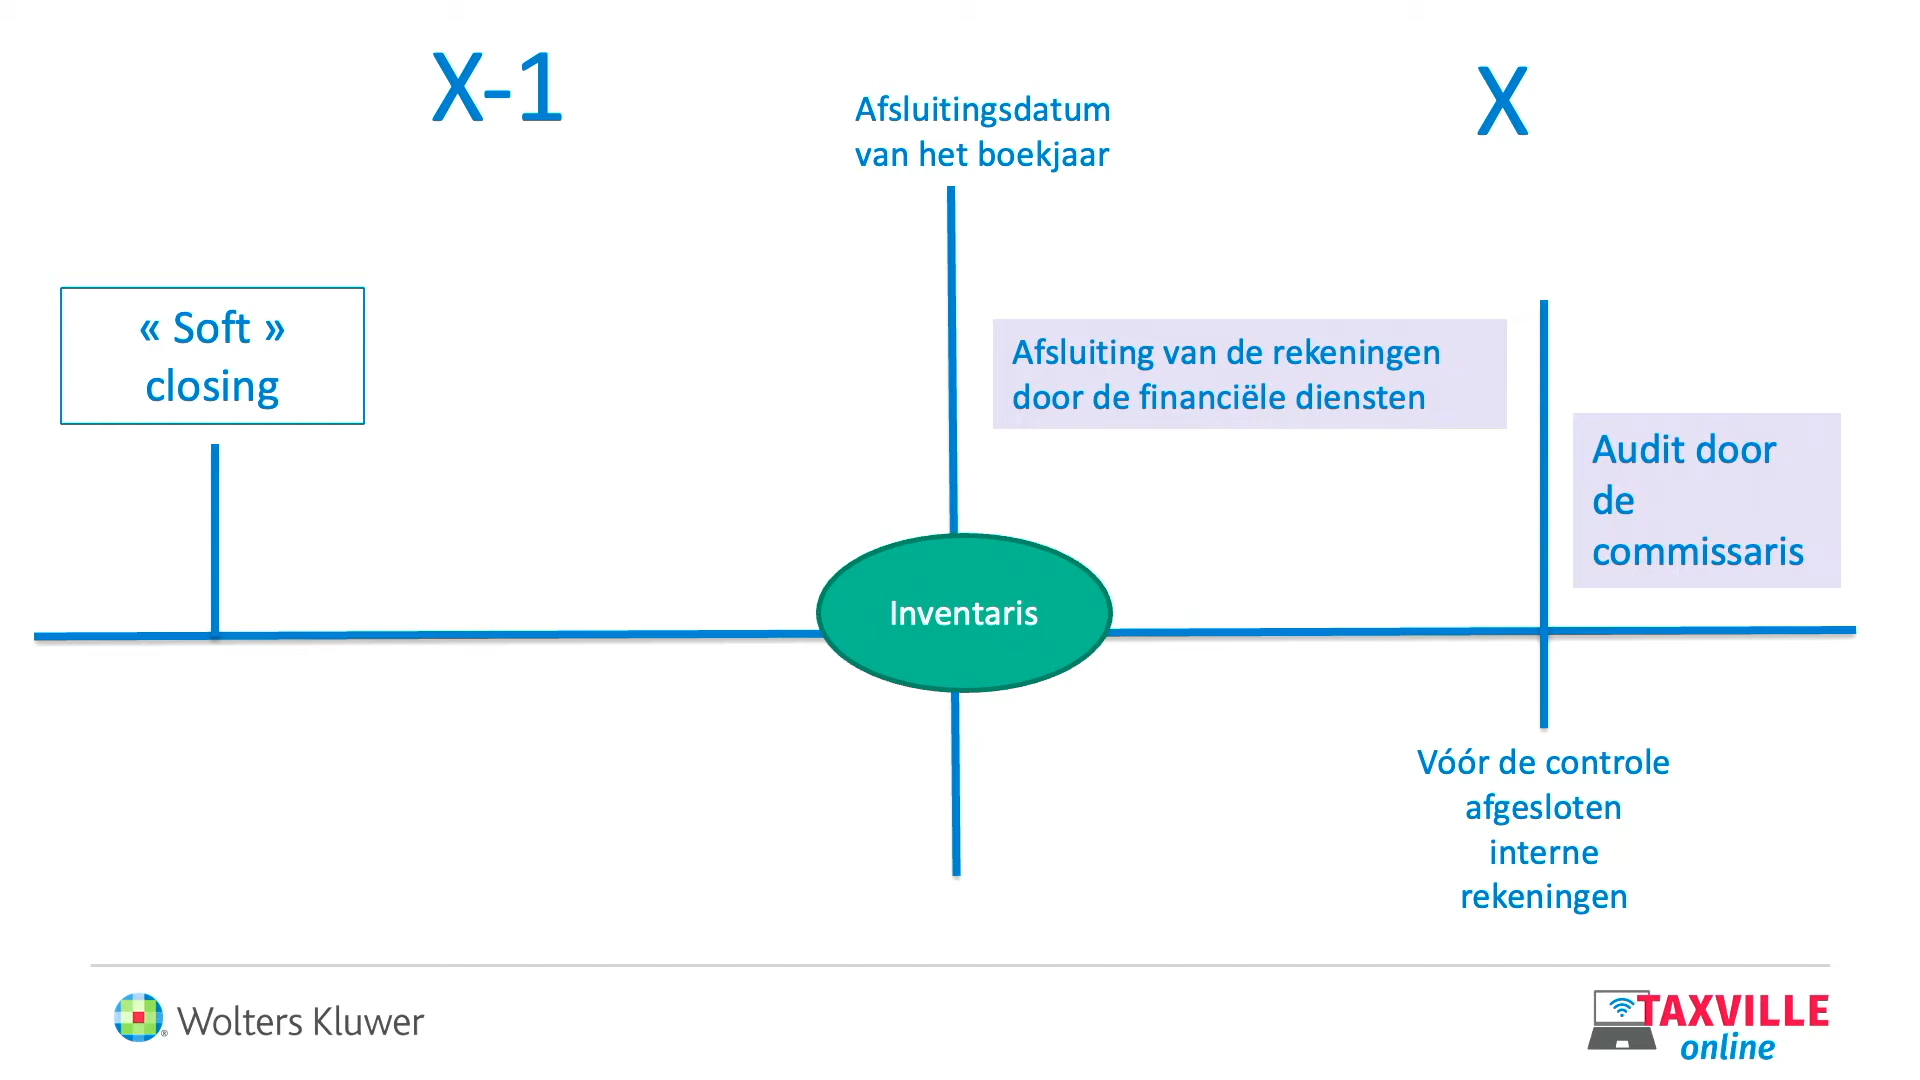 X-1
Afsluitingsdatum
van het boekjaar
X
« Soft »
closing
Afsluiting van de rekeningen
door de financiële diensten
Audit door
de
commissaris
Inventaris
Vóór de controle
afgesloten
interne
rekeningen
Wolters Kluwer
TAXVILLE
online